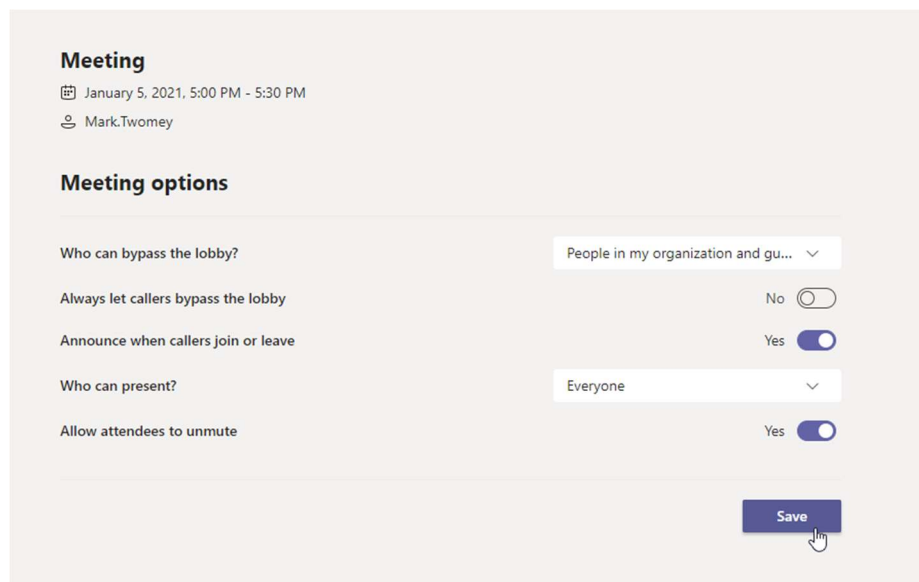 Meeting
January 5, 2021, 5:00 PM - 5:30 PM
Mark.Twomey
Meeting options
Who can bypass the lobby? People in my organization and gu...
Always let callers bypass the lobby No
Announce when callers join or leave Yes
Who can present? Everyone
Allow attendees to unmute Yes
Save